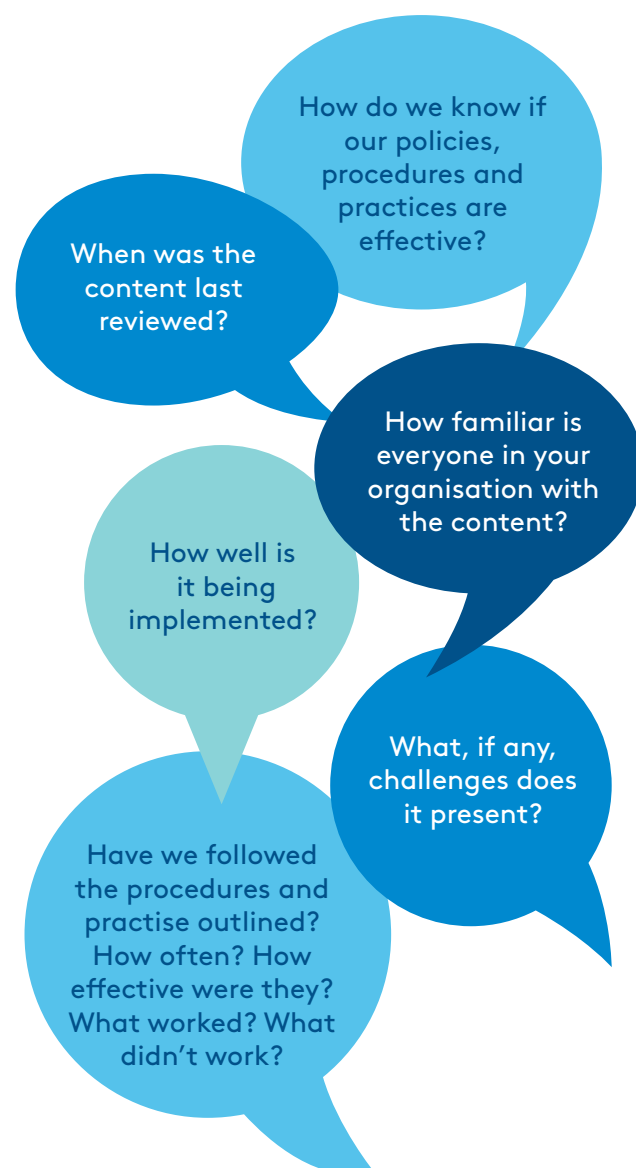 How do we know if
our policies,
procedures and
practices are
effective?
When was the
content last
reviewed?
How familiar is
everyone in your
organisation with
the content?
How well is
it being
implemented?
What, if any,
challenges does
it present?
Have we followed
the procedures and
practise outlined?
How often? How
effective were they?
What worked? What
didn’t work?